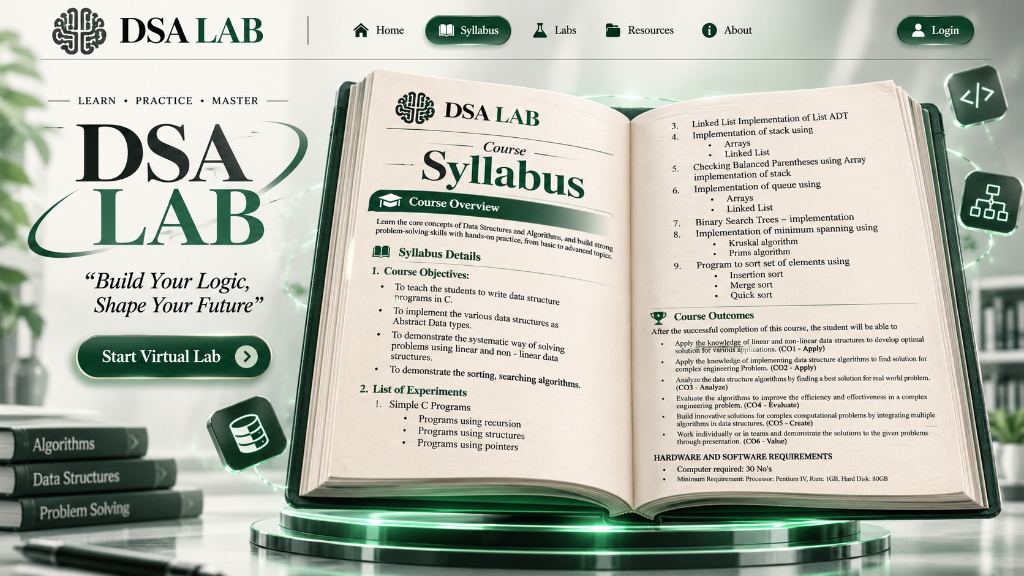 DSA LAB
Home
Syllabus
Labs
Resources
About
Login
LEARN • PRACTICE • MASTER
DSA
LAB
“Build Your Logic,
Shape Your Future”
Start Virtual Lab
Algorithms
Data Structures
Problem Solving
DSA LAB
Course
Syllabus
Course Overview
Learn the core concepts of Data Structures and Algorithms, and build strong
problem-solving skills with hands-on practice, from basic to advanced topics.
Syllabus Details
1. Course Objectives:
• To teach the students to write data structure
programs in C.
• To implement the various data structures as
Abstract Data types.
• To demonstrate the systematic way of solving
problems using linear and non - linear data
structures.
• To demonstrate the sorting, searching algorithms.
2. List of Experiments
1. Simple C Programs
• Programs using recursion
• Programs using structures
• Programs using pointers
3. Linked List Implementation of List ADT
4. Implementation of stack using
• Arrays
• Linked List
5. Checking Balanced Parentheses using Array
implementation of stack
6. Implementation of queue using
• Arrays
• Linked List
7. Binary Search Trees – implementation
8. Implementation of minimum spanning using
• Kruskal algorithm
• Prims algorithm
9. Program to sort set of elements using
• Insertion sort
• Merge sort
• Quick sort
Course Outcomes
After the successful completion of this course, the student will be able to
• Apply the knowledge of linear and non-linear data structures to develop optimal
solution for various applications. (CO1 - Apply)
• Apply the knowledge of implementing data structure algorithms to find solution for
complex engineering Problem. (CO2 - Apply)
• Analyze the data structure algorithms by finding a best solution for real world problem.
(CO3 - Analyze)
• Evaluate the algorithms to improve the efficiency and effectiveness in a complex
engineering problem. (CO4 - Evaluate)
• Build innovative solutions for complex computational problems by integrating multiple
algorithms in data structures. (CO5 - Create)
• Work individually or in teams and demonstrate the solutions to the given problems
through presentation. (CO6 - Value)
HARDWARE AND SOFTWARE REQUIREMENTS
• Computer required: 30 No's
• Minimum Requirement: Processor: Pentium IV, Ram: 1GB, Hard Disk: 80GB